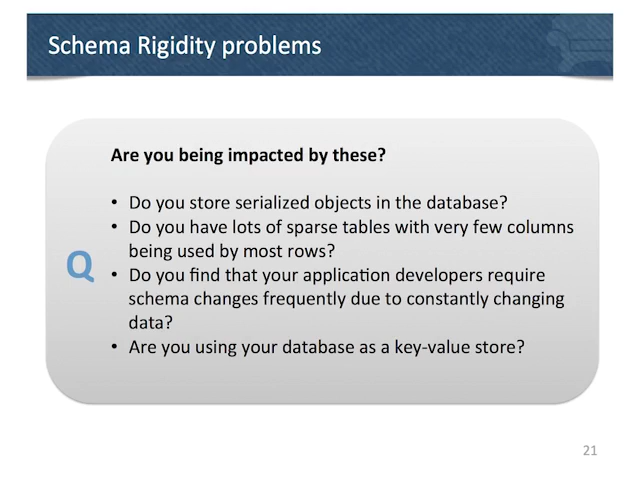 Schema Rigidity problems
Are you being impacted by these?
• Do you store serialized objects in the database?
• Do you have lots of sparse tables with very few columns
being used by most rows?
Q
• Do you find that your application developers require
schema changes frequently due to constantly changing
data?
• Are you using your database as a key-value store?
21